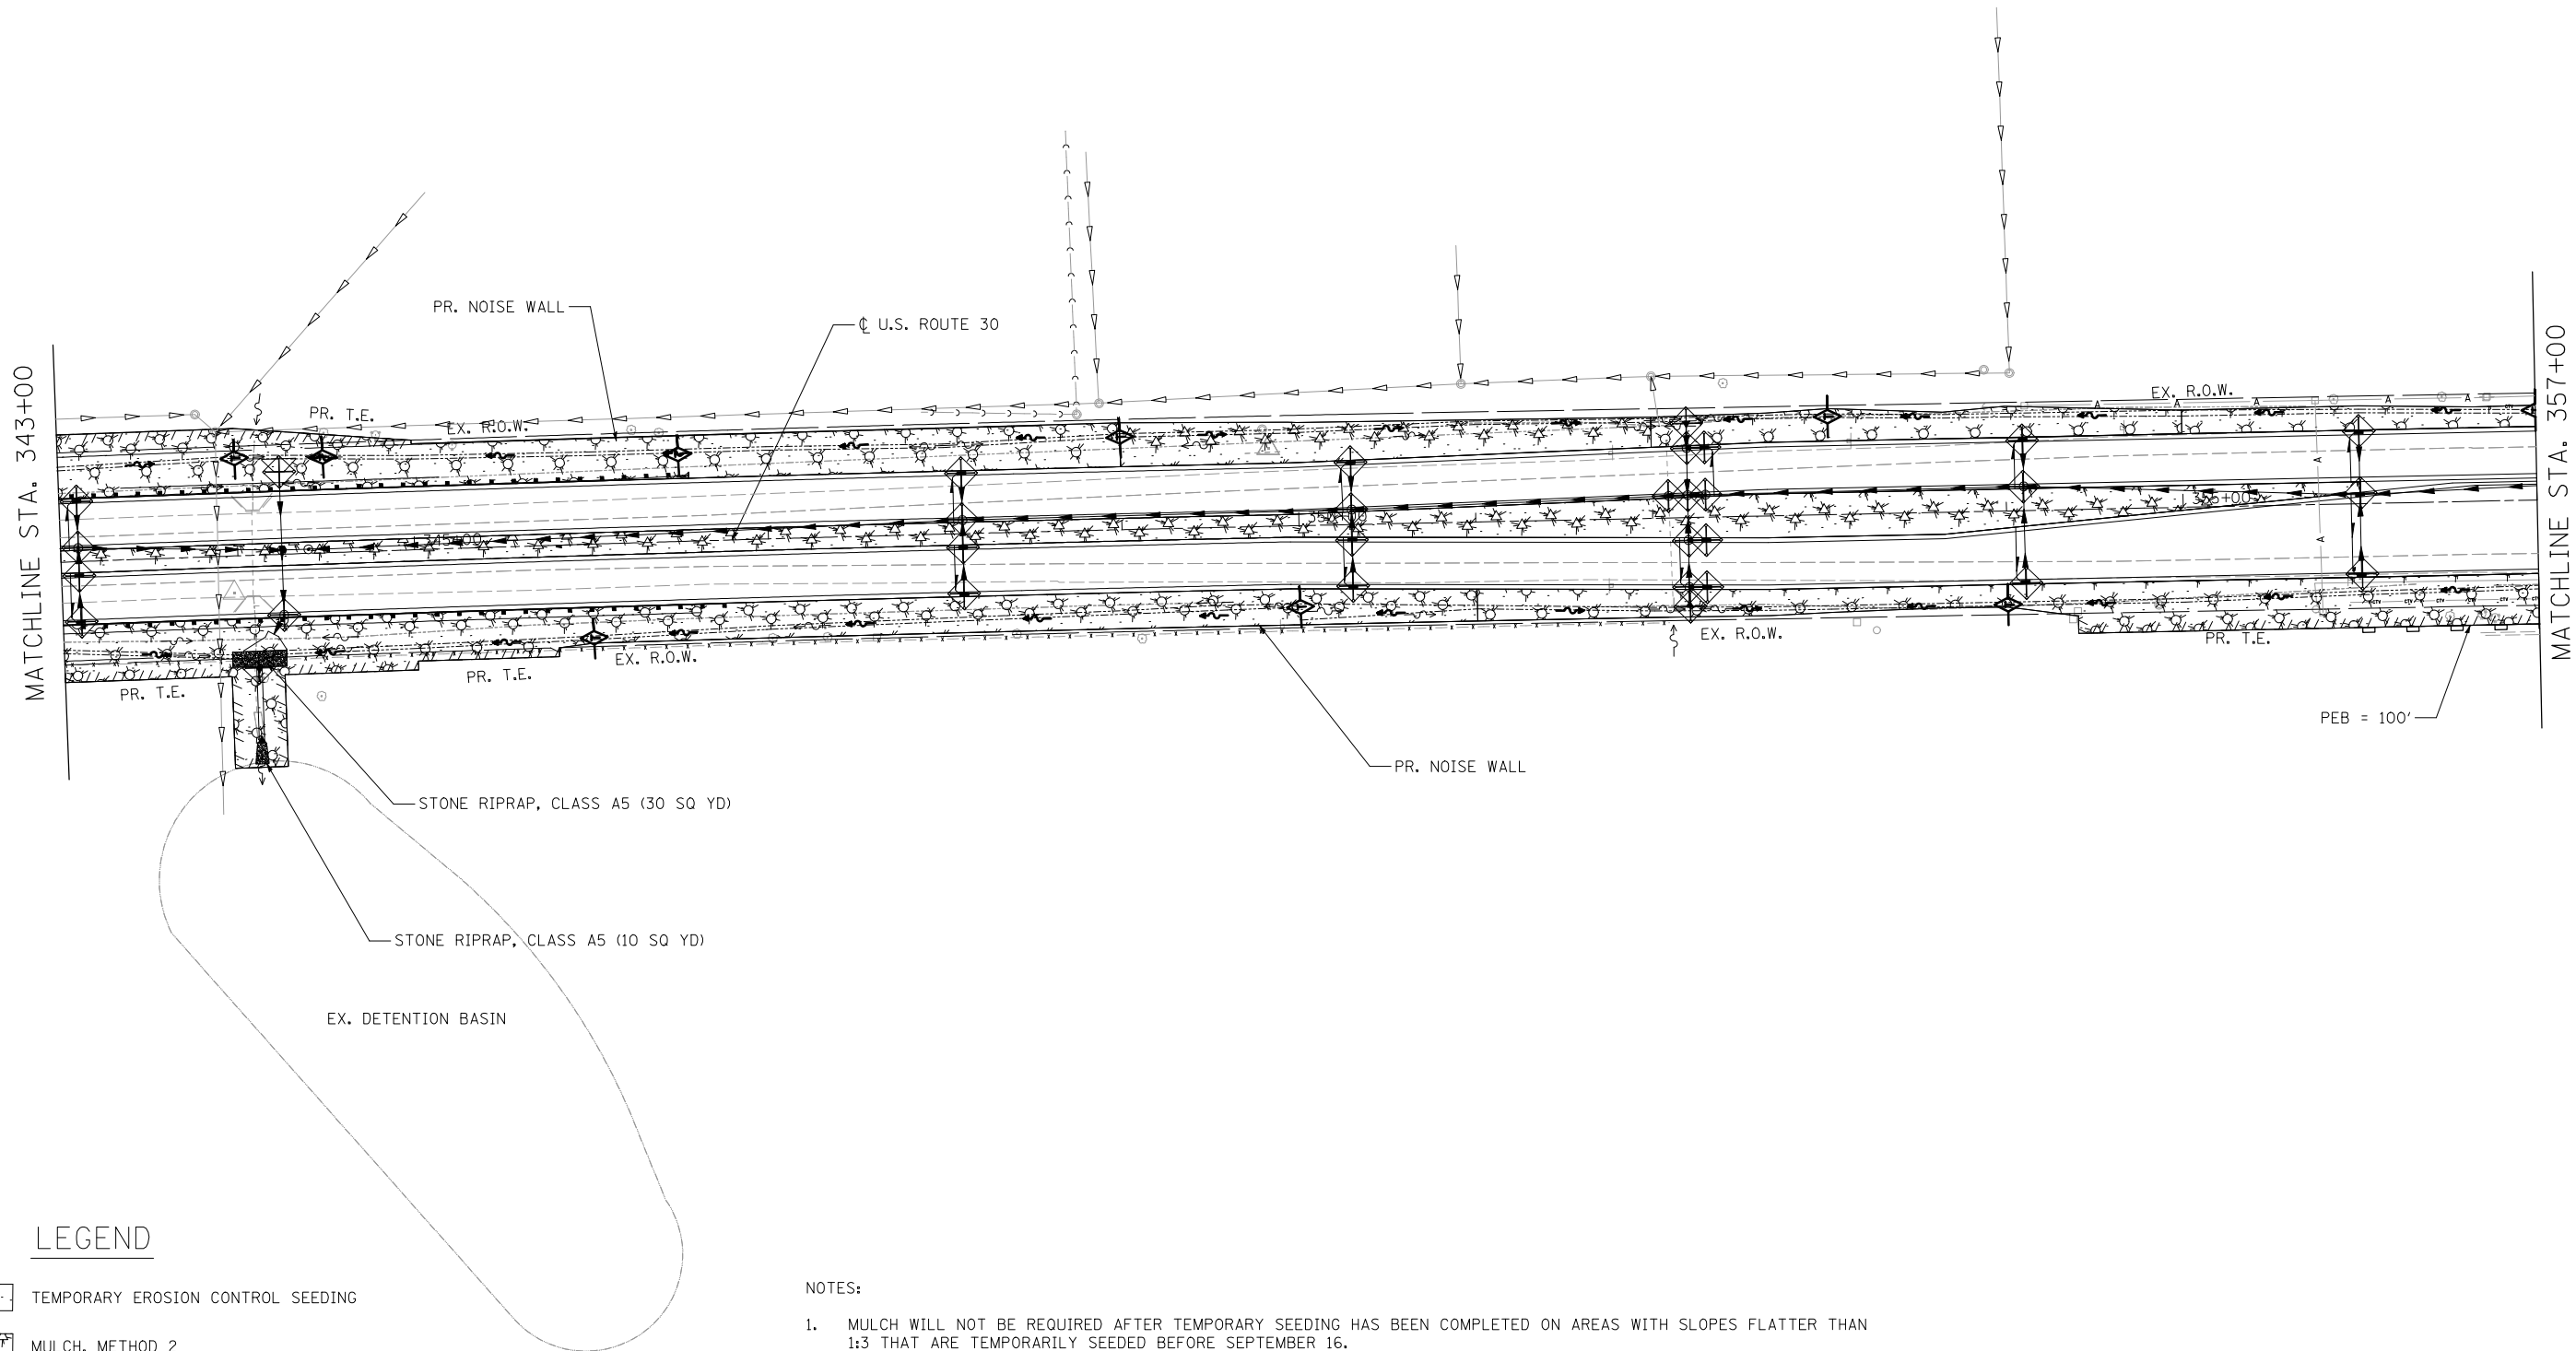 PR. NOISE WALL
℄ U.S. ROUTE 30
MATCHLINE STA. 343+00
MATCHLINE STA. 357+00
PR. T.E.
EX. R.O.W.
EX. R.O.W.
A A A A A
355+00
345+00
A
A
PR. T.E.
PR. T.E.
EX. R.O.W.
EX. R.O.W.
PR. T.E.
PEB = 100'
PR. NOISE WALL
STONE RIPRAP, CLASS A5 (30 SQ YD)
STONE RIPRAP, CLASS A5 (10 SQ YD)
EX. DETENTION BASIN
LEGEND
TEMPORARY EROSION CONTROL SEEDING
MULCH, METHOD 2
NOTES:
1. MULCH WILL NOT BE REQUIRED AFTER TEMPORARY SEEDING HAS BEEN COMPLETED ON AREAS WITH SLOPES FLATTER THAN
1:3 THAT ARE TEMPORARILY SEEDED BEFORE SEPTEMBER 16.